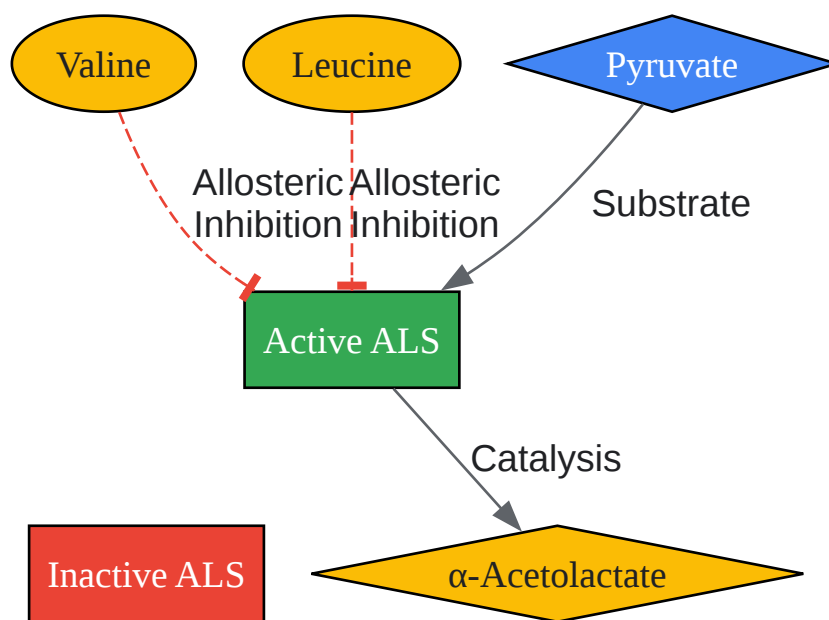 Valine
Leucine
Pyruvate
Allosteric
Inhibition
Allosteric
Inhibition
Substrate
Active ALS
Catalysis
Inactive ALS
α-Acetolactate